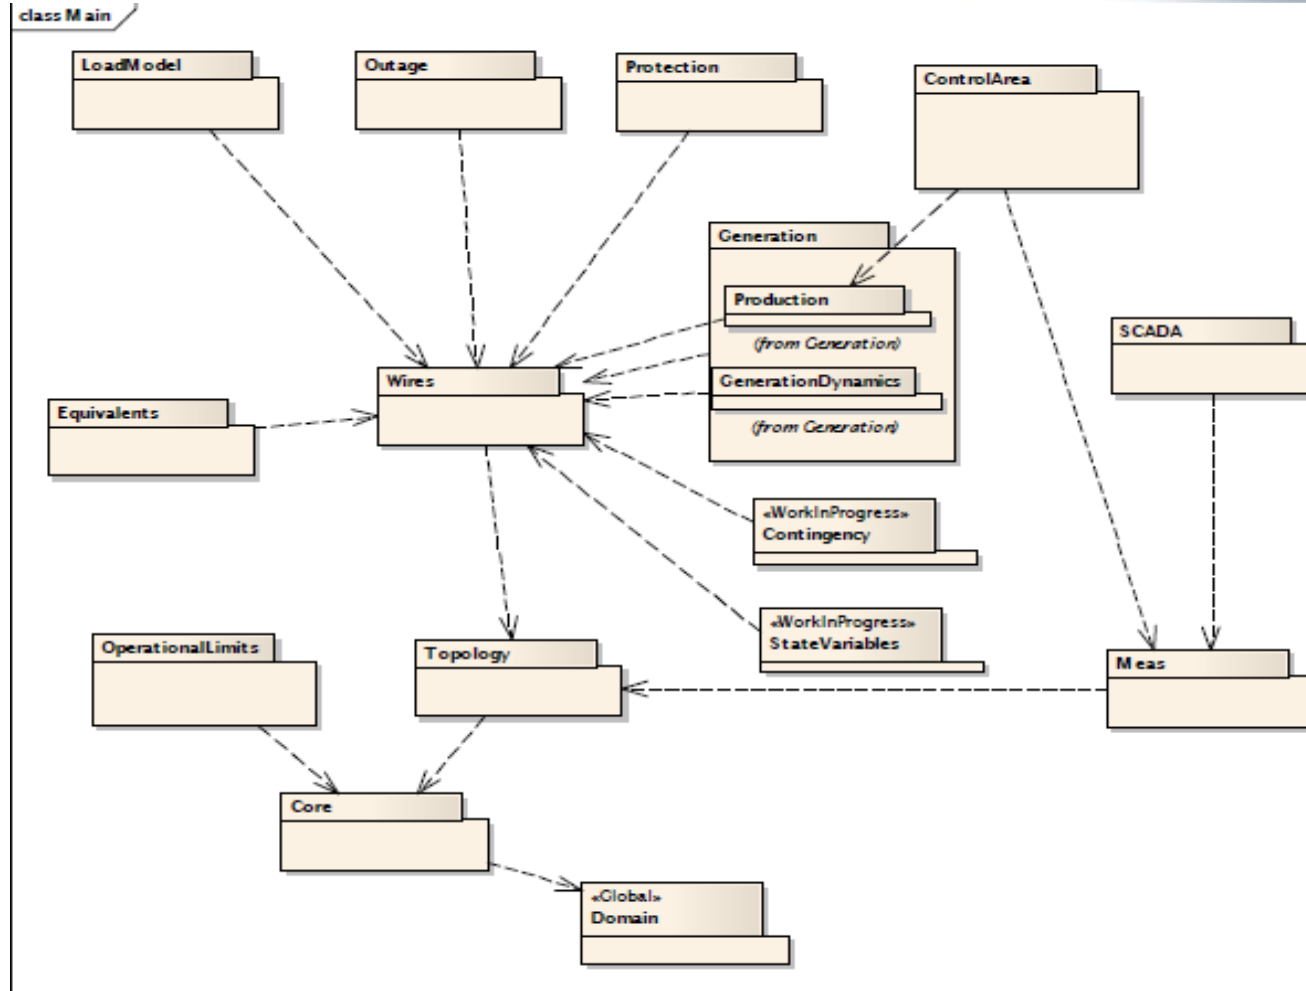 class Main
LoadModel
Outage
Protection
ControlArea
Generation
Production
(from Generation)
SCADA
Wires
GenerationDynamics
(from Generation)
Equivalents
«WorkInProgress»
Contingency
«WorkInProgress»
StateVariables
OperationalLimits
Topology
Meas
Core
«Global»
Domain